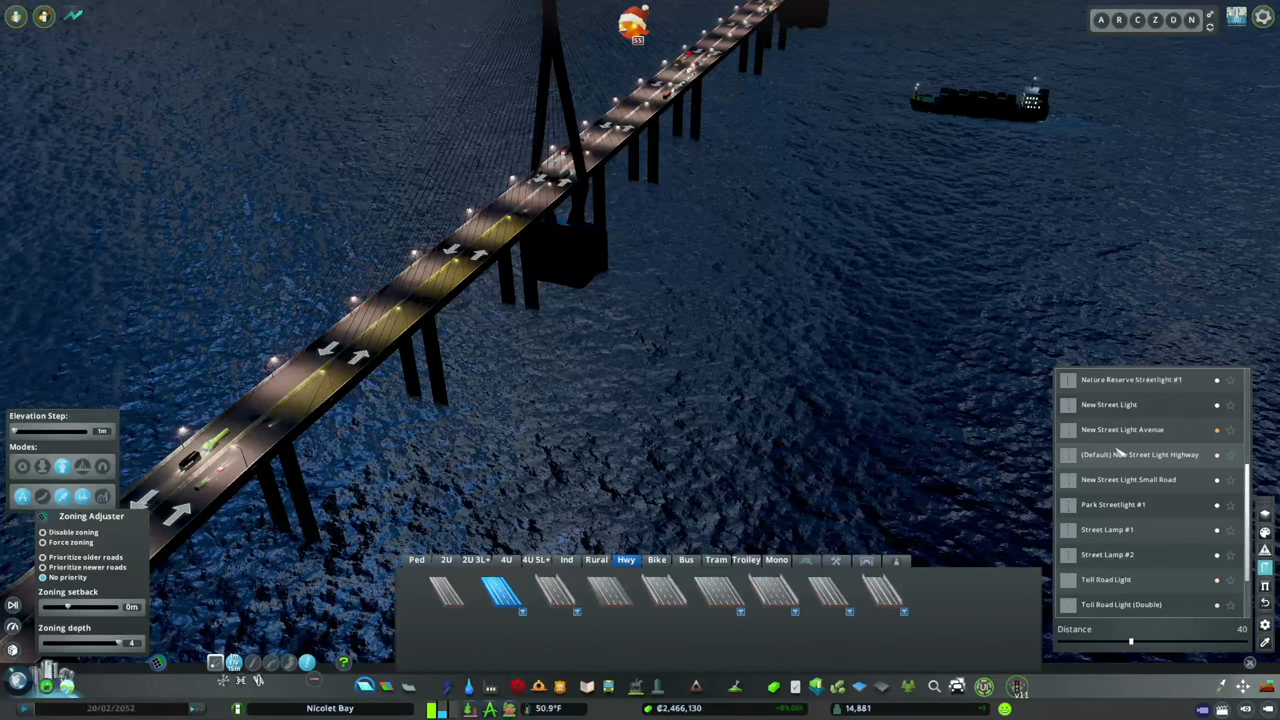 A R C Z D N
55
Elevation Step:
1m
Modes:
Zoning Adjuster
Disable zoning
Force zoning
Prioritize older roads
Prioritize newer roads
No priority
Zoning setback
0m
Zoning depth
4
Ped 2U 2U 3L+ 4U 4U 5L+ Ind Rural Hwy Bike Bus Tram Trolley Mono
Nature Reserve Streetlight #1
New Street Light
New Street Light Avenue
(Default) New Street Light Highway
New Street Light Small Road
Park Streetlight #1
Street Lamp #1
Street Lamp #2
Toll Road Light
Toll Road Light (Double)
Distance 40
V11
20/02/2052
Nicolet Bay
50.9°F
₡2,466,130
14,881